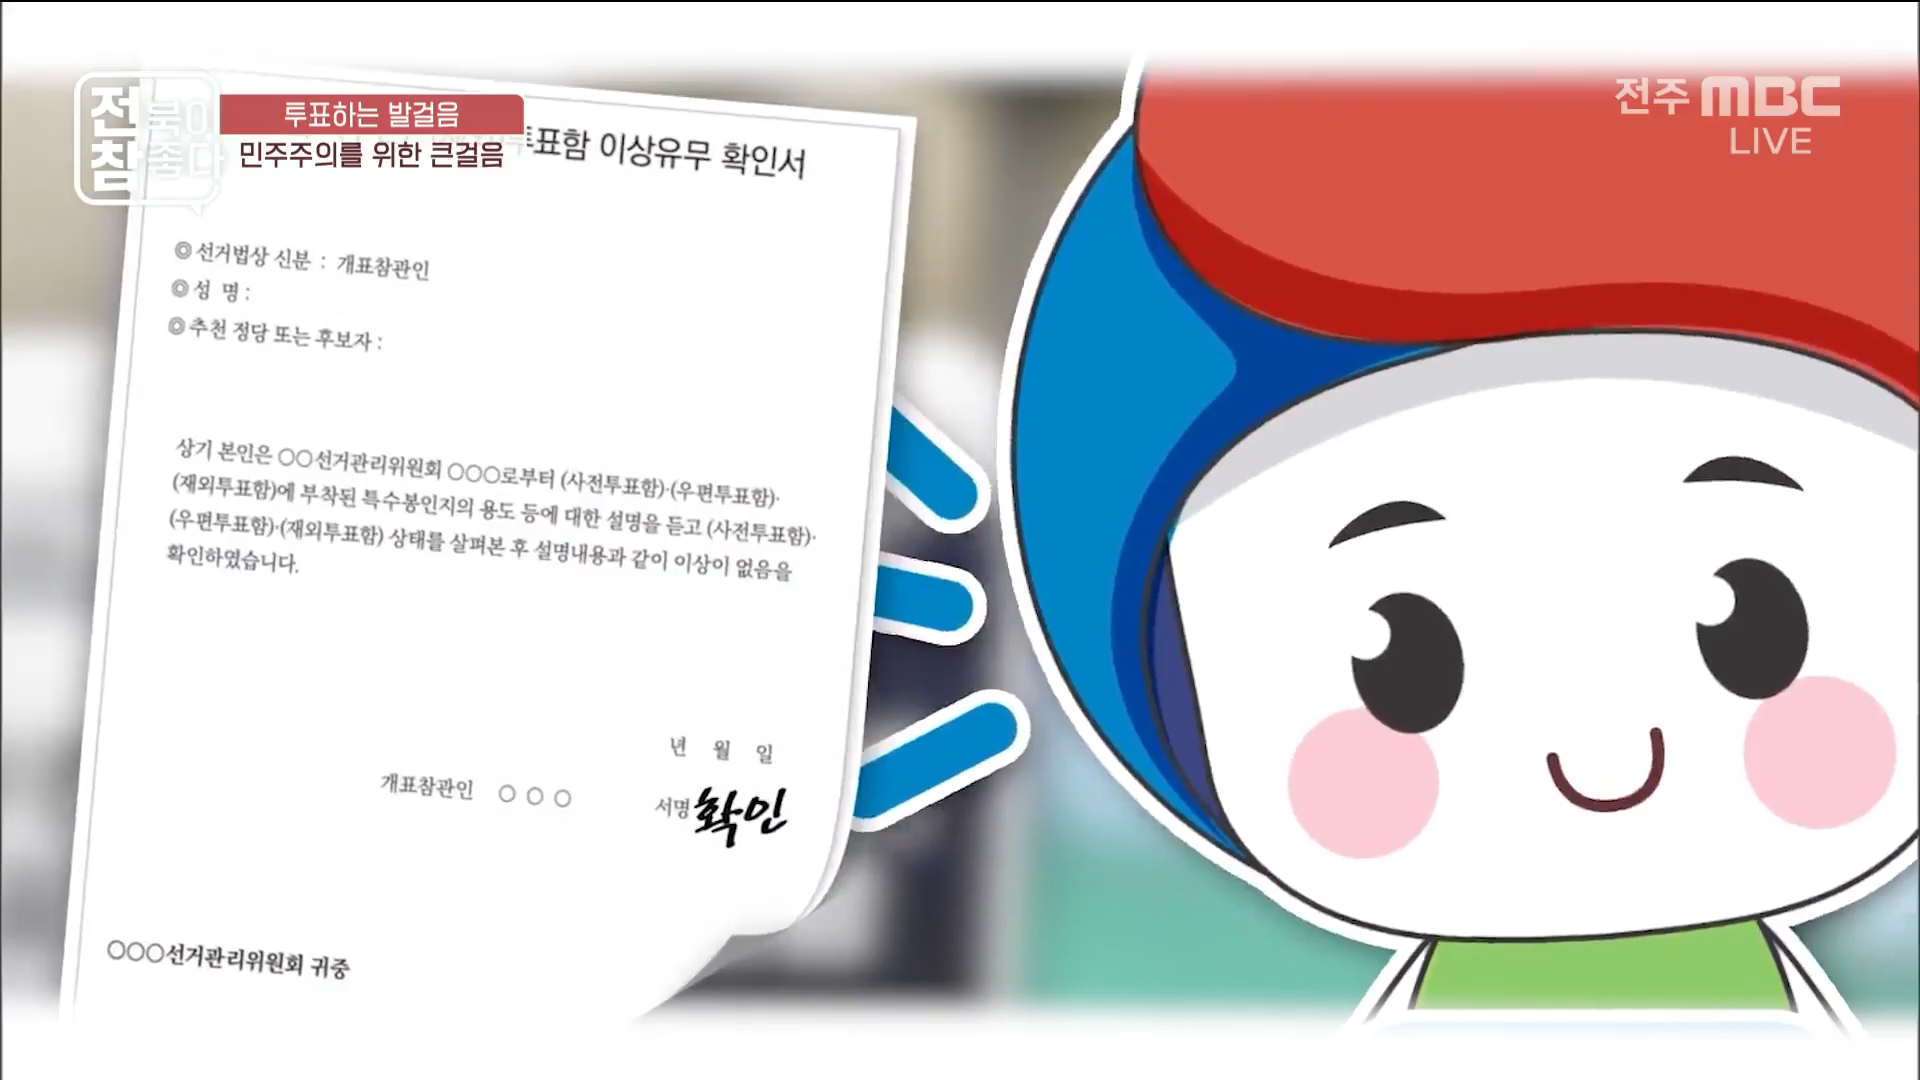 전북이
참좋다
투표하는 발걸음
민주주의를 위한 큰걸음
전주 MBC
LIVE
투표함 이상유무 확인서
◎ 선거법상 신분 : 개표참관인
◎ 성 명 :
◎ 추천 정당 또는 후보자 :
상기 본인은 ○○선거관리위원회 ○○○로부터 (사전투표함)·(우편투표함)·
(재외투표함)에 부착된 특수봉인지의 용도 등에 대한 설명을 듣고 (사전투표함)·
(우편투표함)·(재외투표함) 상태를 살펴본 후 설명내용과 같이 이상이 없음을
확인하였습니다.
년 월 일
개표참관인 ○ ○ ○ 서명 확인
○○○선거관리위원회 귀중